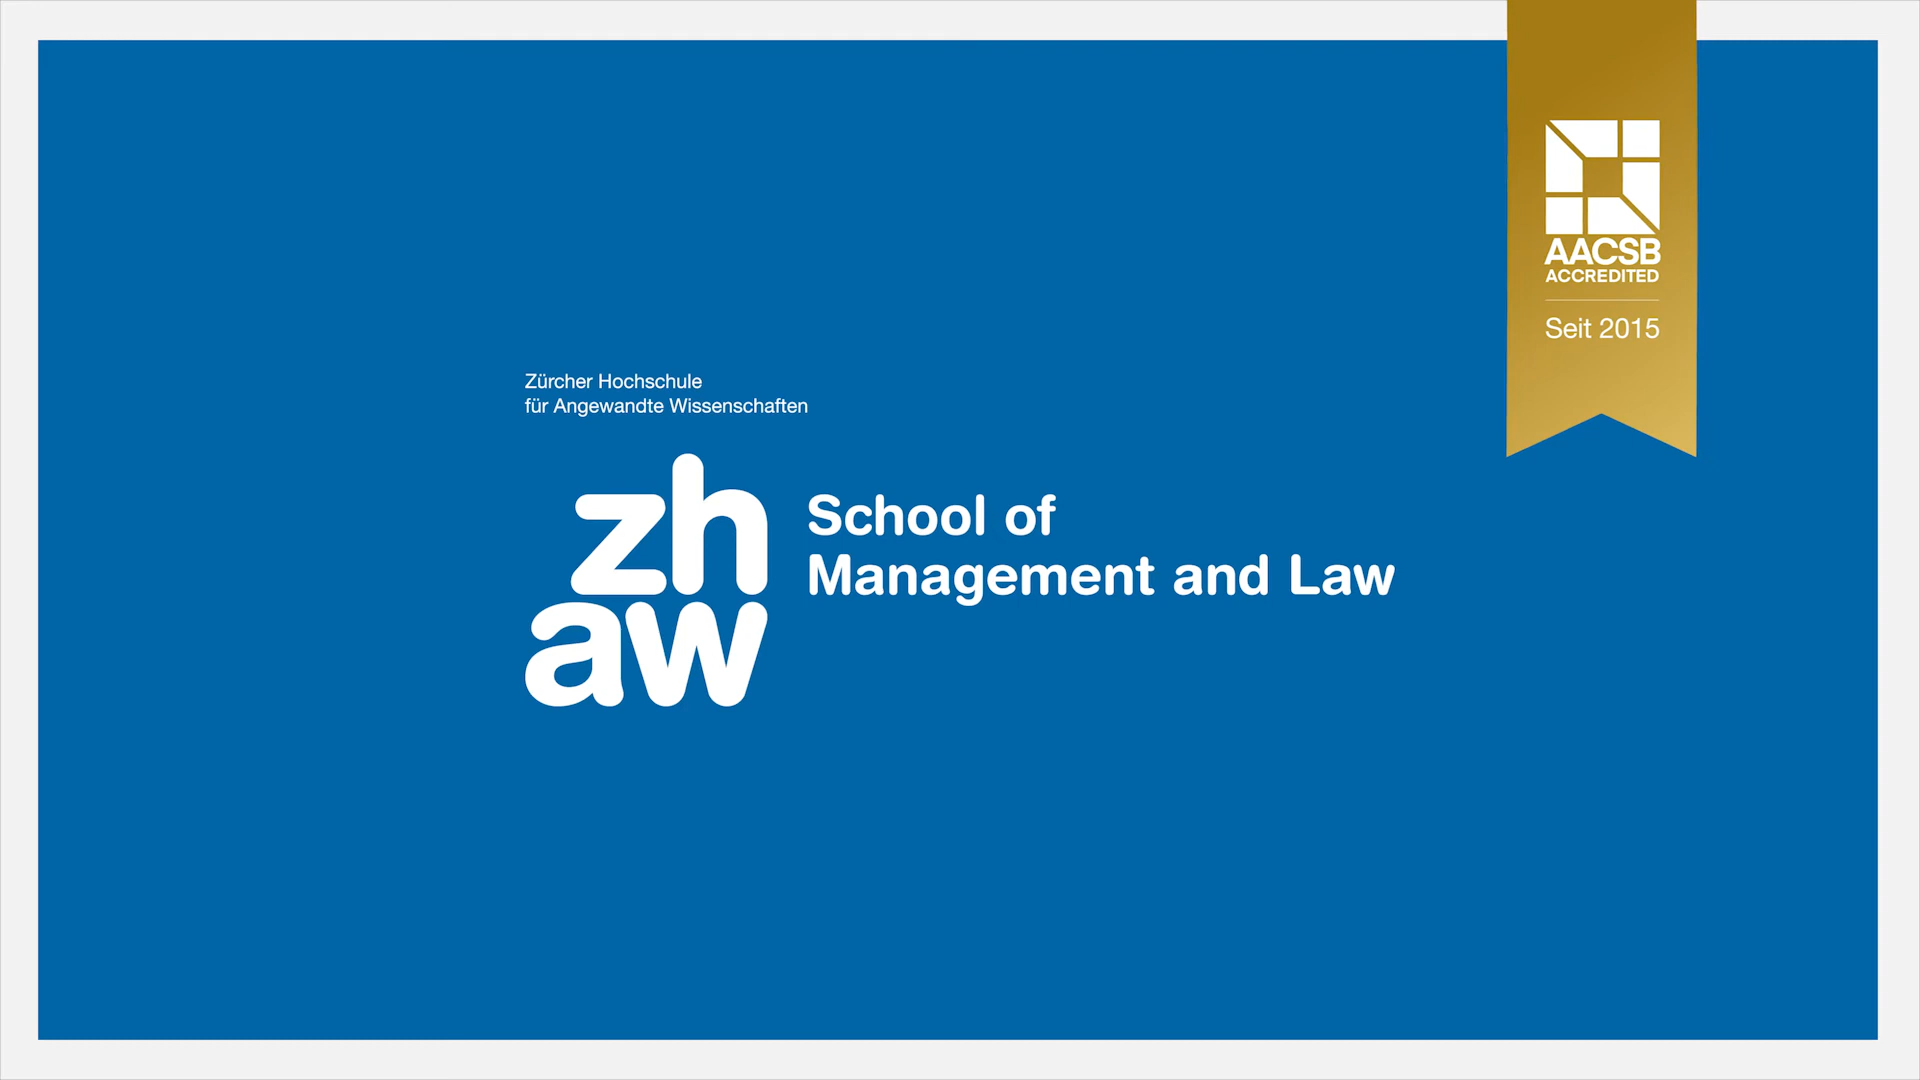 AACSB
ACCREDITED
Seit 2015
Zürcher Hochschule
für Angewandte Wissenschaften
zh
aw
School of
Management and Law